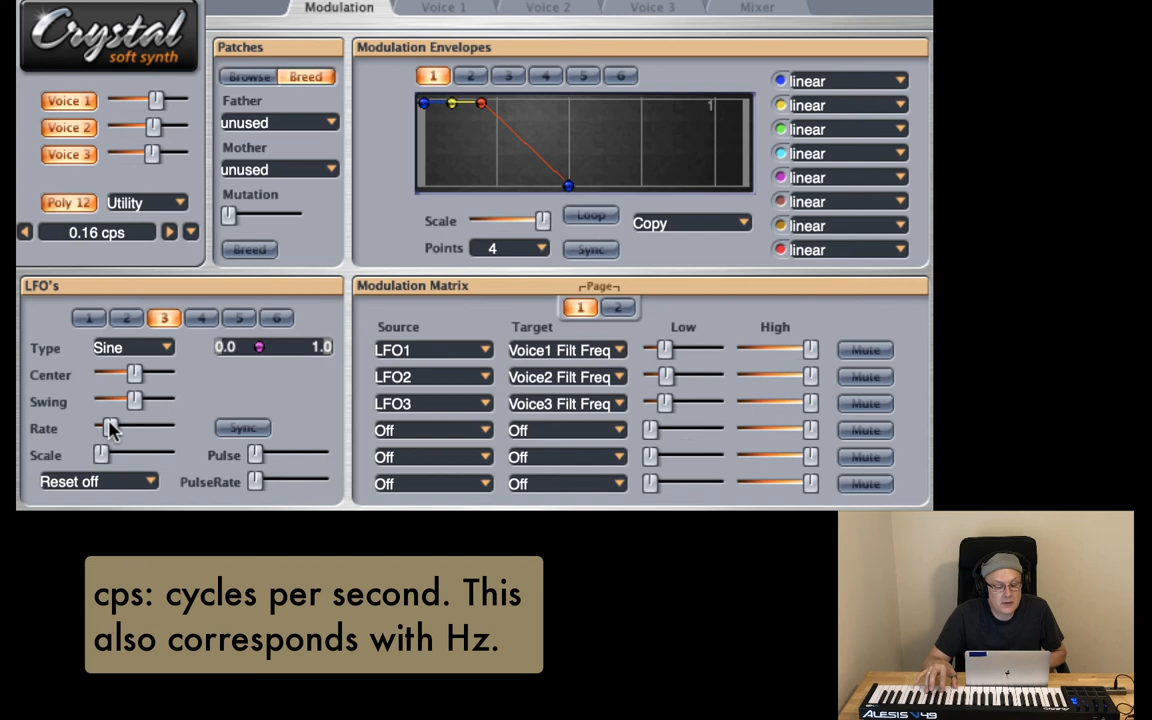 Modulation Voice 1 Voice 2 Voice 3 Mixer
Crystal
soft synth
Voice 1
Voice 2
Voice 3
Poly 12 Utility
0.16 cps
Patches
Browse Breed
Father
unused
Mother
unused
Mutation
Breed
Modulation Envelopes
1 2 3 4 5 6
1
Scale Loop Copy
Points 4 Sync
linear
linear
linear
linear
linear
linear
linear
linear
LFO's
1 2 3 4 5 6
Type Sine 0.0 1.0
Center
Swing
Rate Sync
Scale Pulse
Reset off PulseRate
Modulation Matrix Page
1 2
Source Target Low High
LFO1 Voice1 Filt Freq Mute
LFO2 Voice2 Filt Freq Mute
LFO3 Voice3 Filt Freq Mute
Off Off Mute
Off Off Mute
Off Off Mute
cps: cycles per second. This
also corresponds with Hz.
ALESIS V49